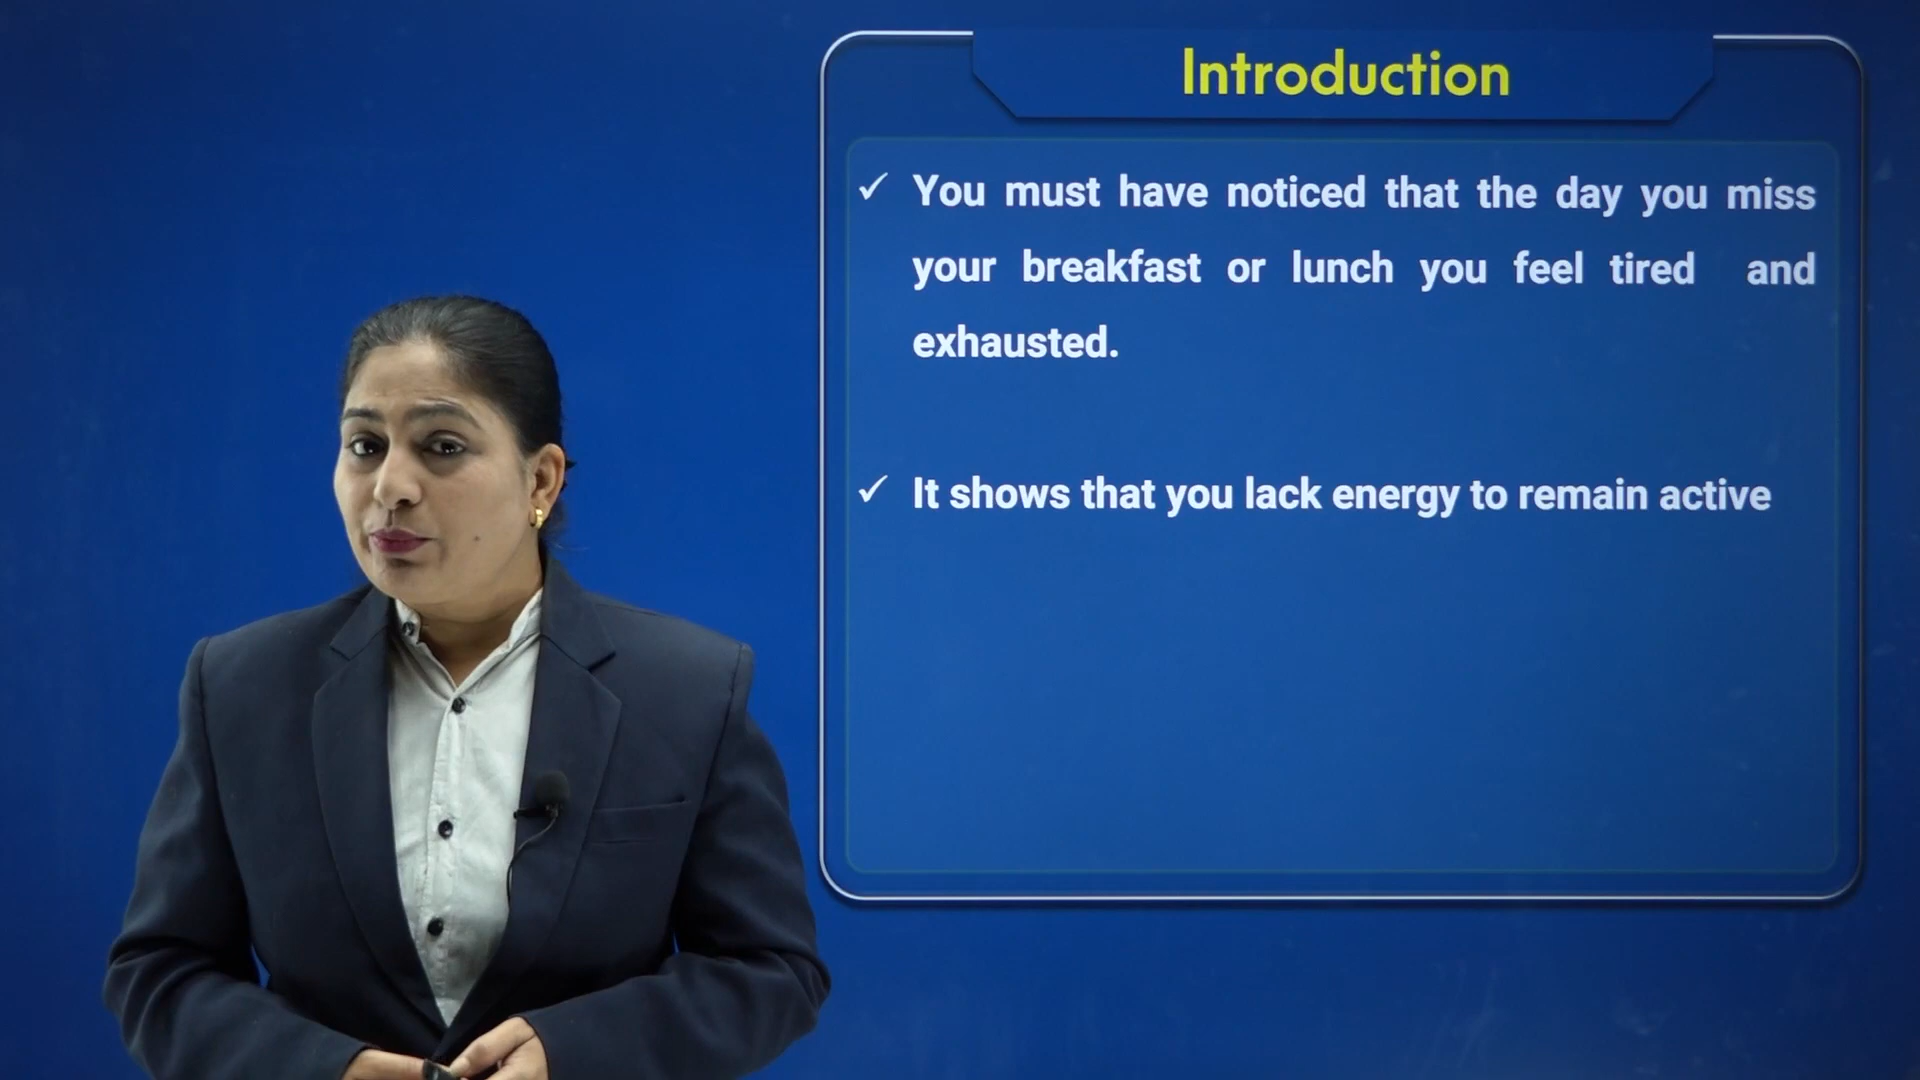 Introduction
✓ You must have noticed that the day you miss
your breakfast or lunch you feel tired and
exhausted.
✓ It shows that you lack energy to remain active